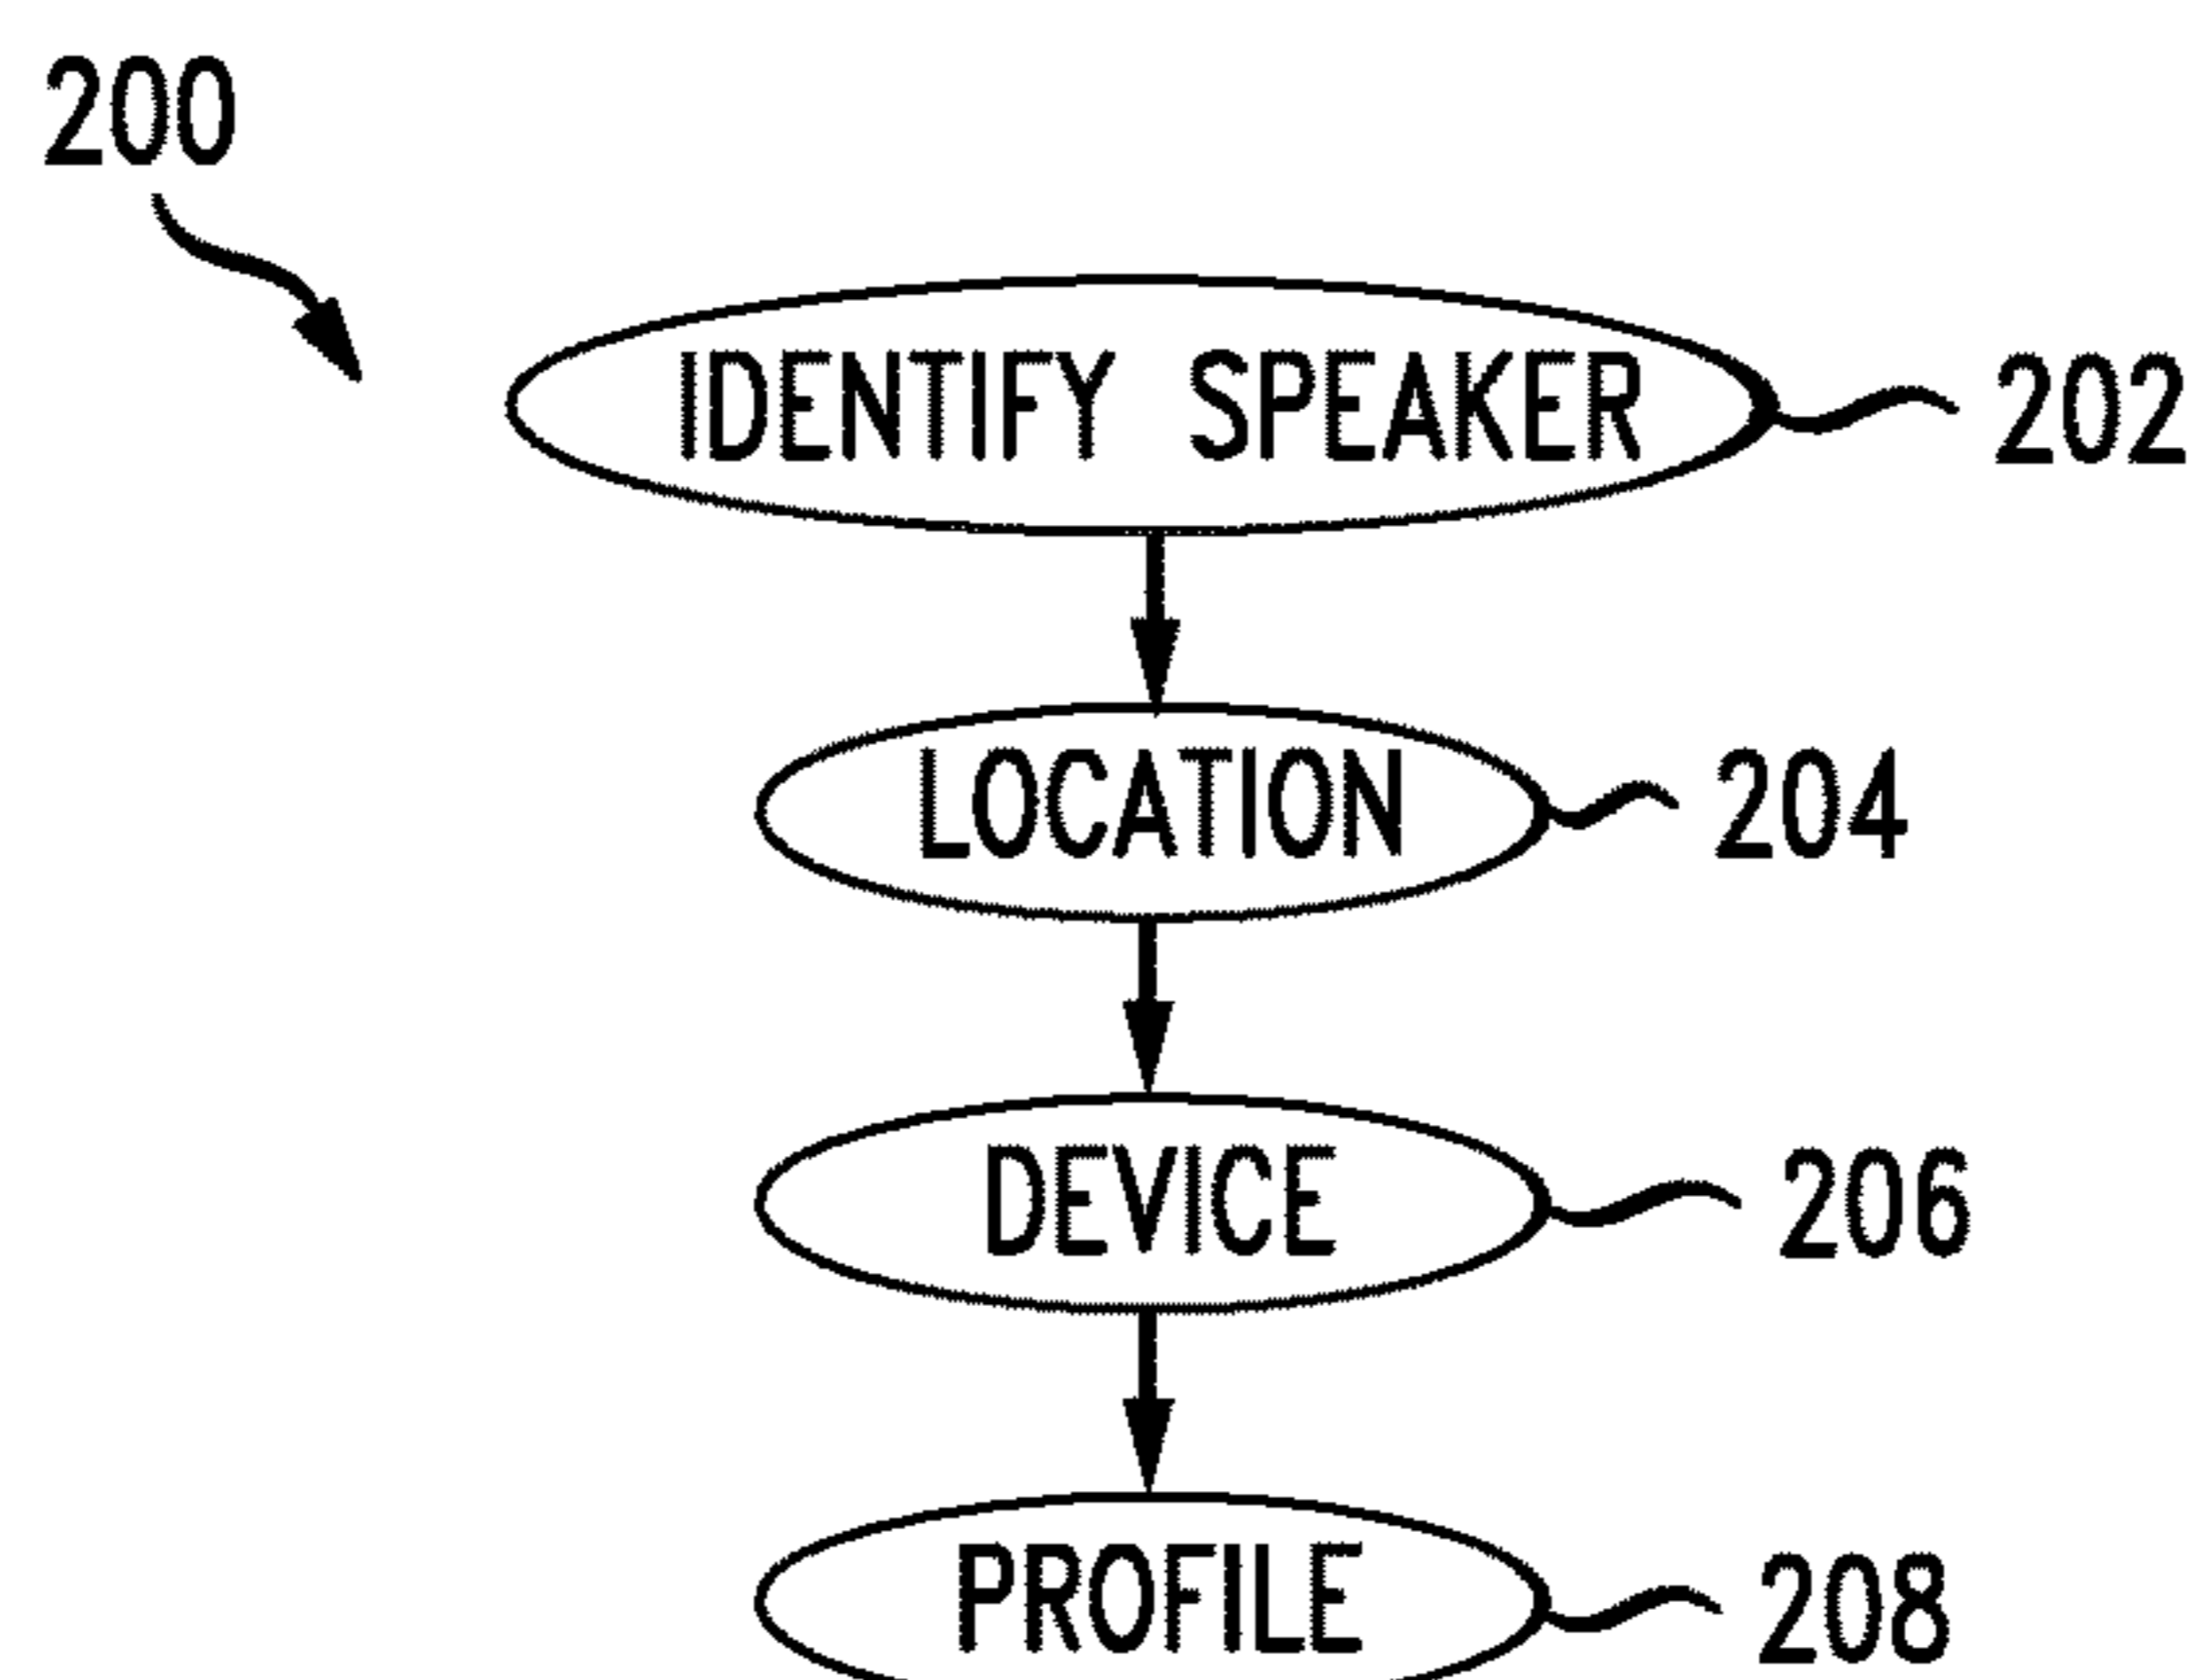 200
IDENTIFY SPEAKER 202
LOCATION 204
DEVICE 206
PROFILE 208